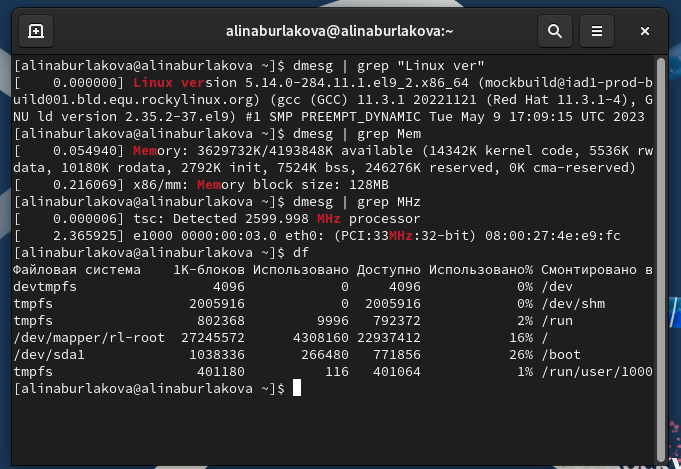 alinaburlakova@alinaburlakova:~
[alinaburlakova@alinaburlakova ~]$ dmesg | grep "Linux ver"
[    0.000000] Linux version 5.14.0-284.11.1.el9_2.x86_64 (mockbuild@iad1-prod-b
uild001.bld.equ.rockylinux.org) (gcc (GCC) 11.3.1 20221121 (Red Hat 11.3.1-4), G
NU ld version 2.35.2-37.el9) #1 SMP PREEMPT_DYNAMIC Tue May 9 17:09:15 UTC 2023
[alinaburlakova@alinaburlakova ~]$ dmesg | grep Mem
[    0.054940] Memory: 3629732K/4193848K available (14342K kernel code, 5536K rw
data, 10180K rodata, 2792K init, 7524K bss, 246276K reserved, 0K cma-reserved)
[    0.216069] x86/mm: Memory block size: 128MB
[alinaburlakova@alinaburlakova ~]$ dmesg | grep MHz
[    0.000006] tsc: Detected 2599.998 MHz processor
[    2.365925] e1000 0000:00:03.0 eth0: (PCI:33MHz:32-bit) 08:00:27:4e:e9:fc
[alinaburlakova@alinaburlakova ~]$ df
Файловая система    1K-блоков Использовано Доступно Использовано% Смонтировано в
devtmpfs                 4096            0     4096            0% /dev
tmpfs                 2005916            0  2005916            0% /dev/shm
tmpfs                  802368         9996   792372            2% /run
/dev/mapper/rl-root  27245572      4308160 22937412           16% /
/dev/sda1             1038336       266480   771856           26% /boot
tmpfs                  401180          116   401064            1% /run/user/1000
[alinaburlakova@alinaburlakova ~]$